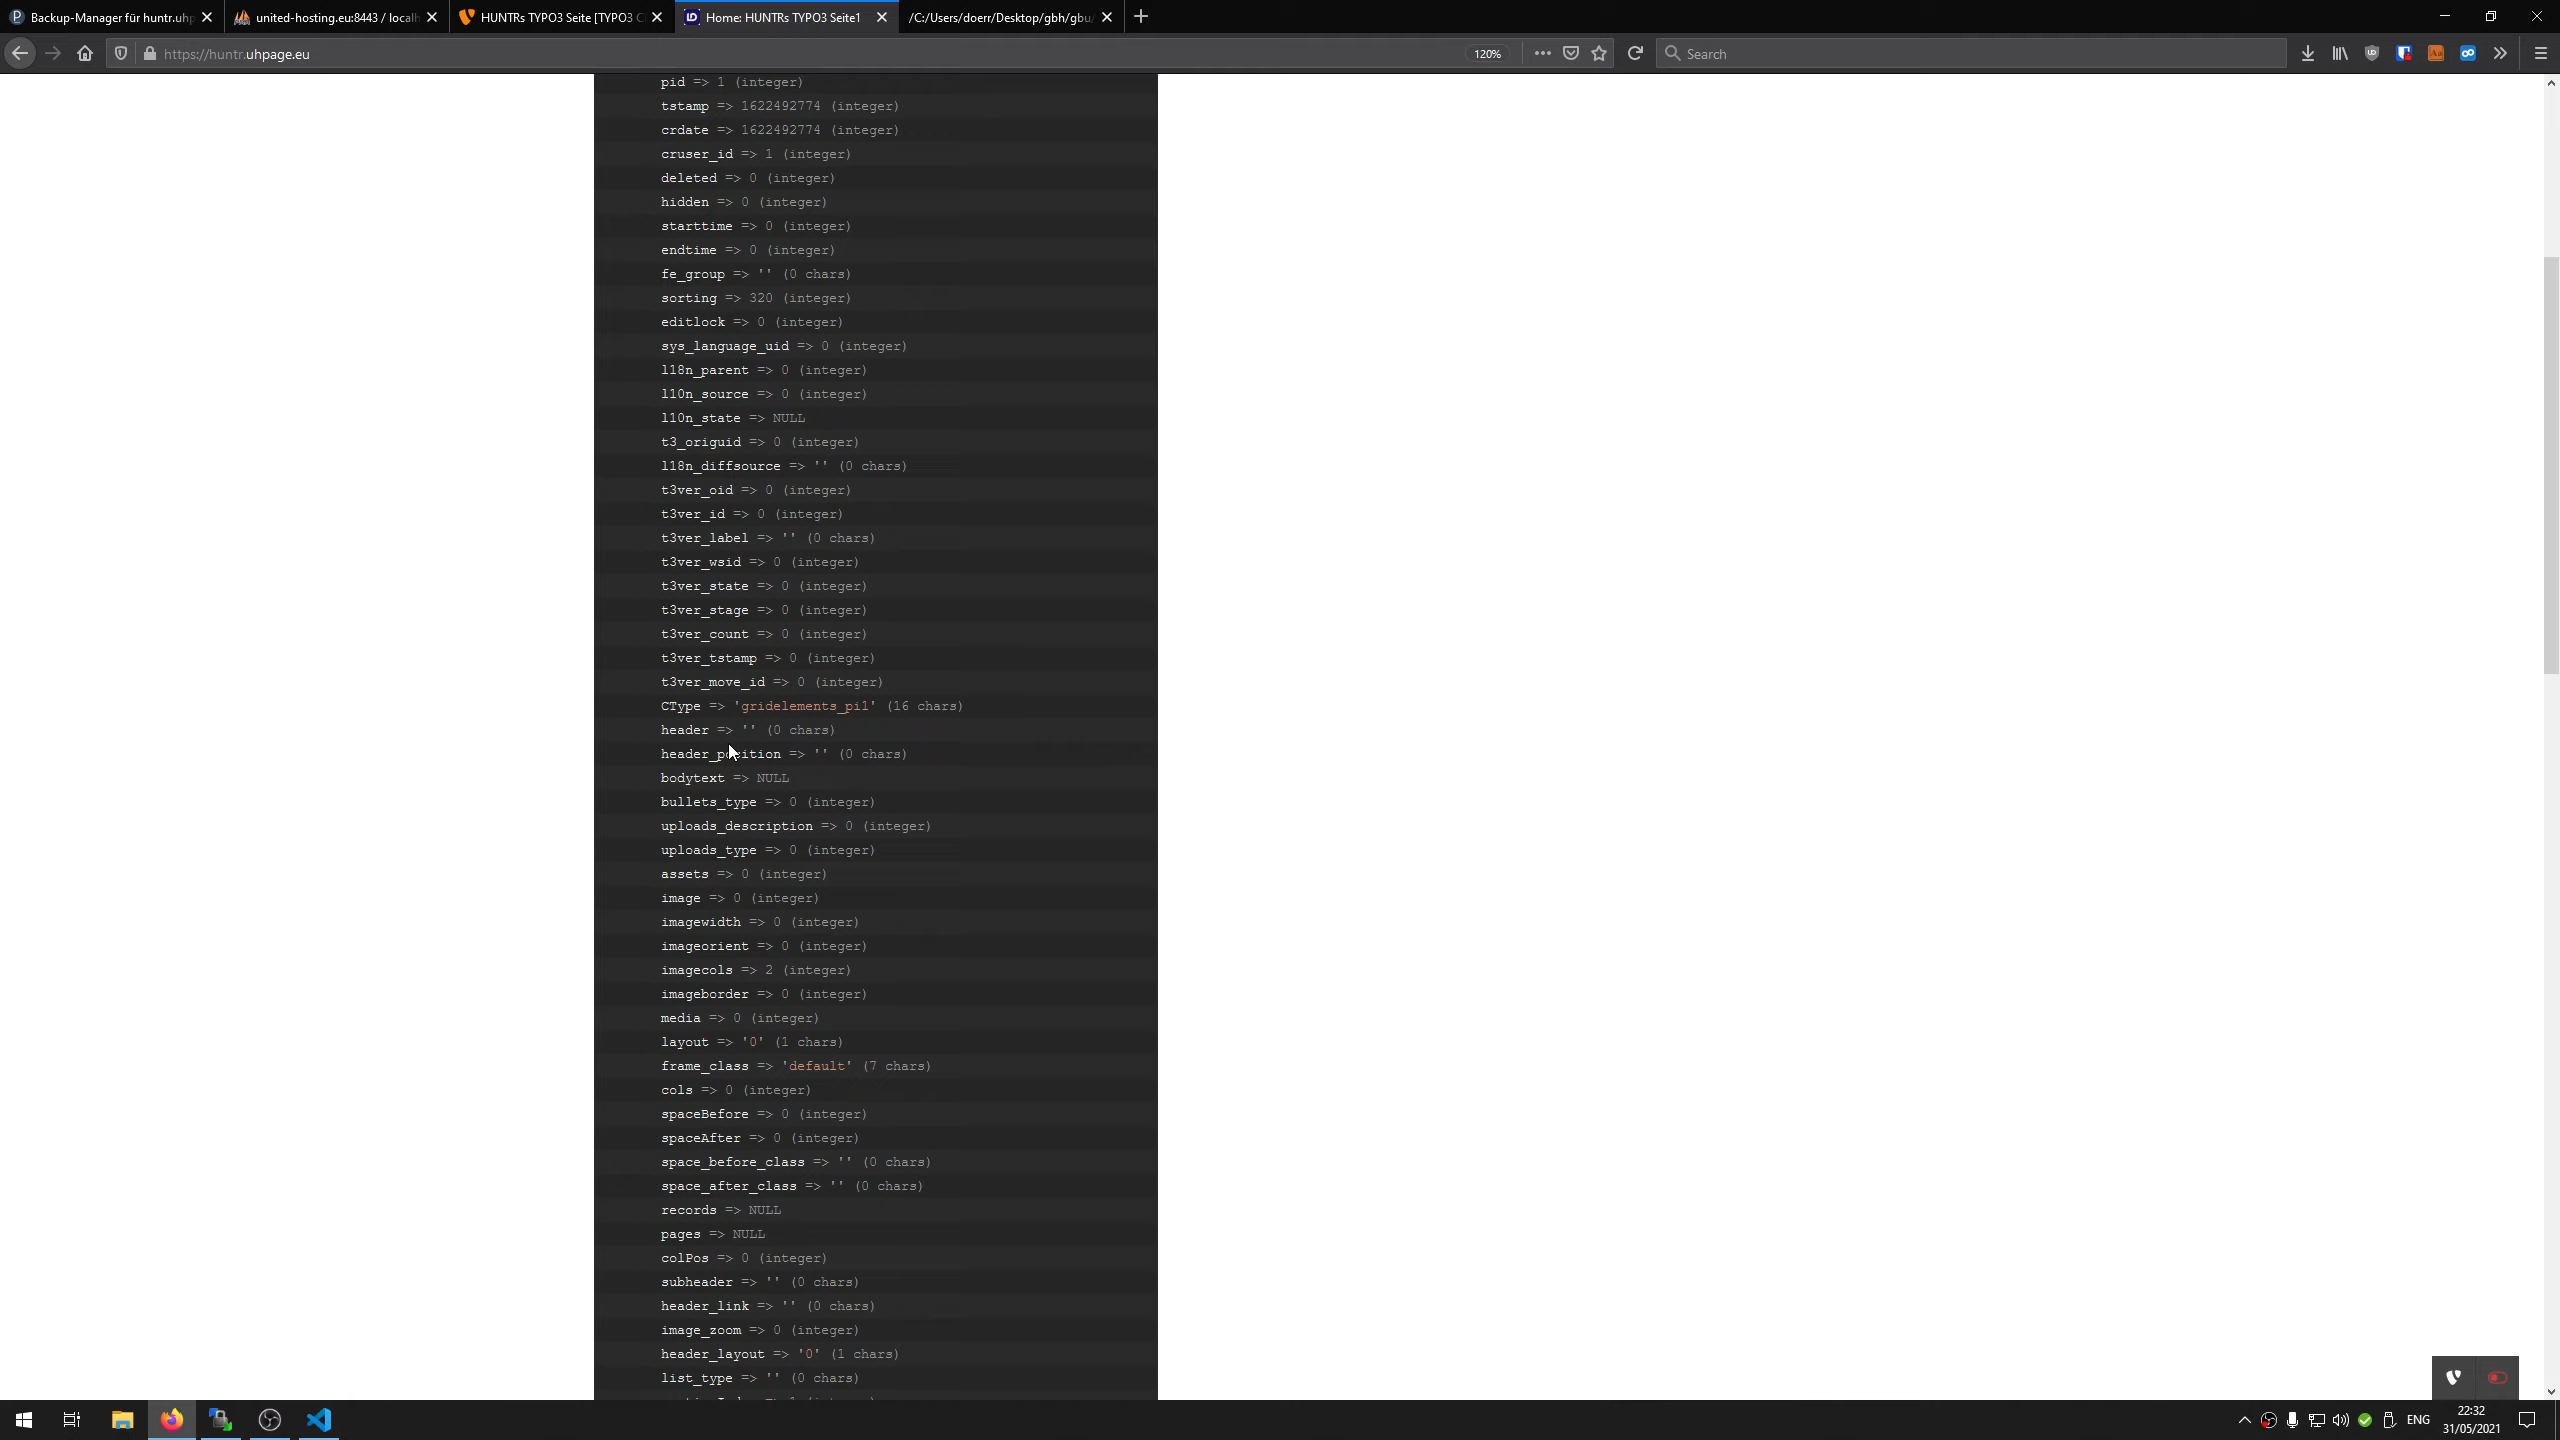 Backup-Manager für huntr.uhp
united-hosting.eu:8443 / localh
HUNTRs TYPO3 Seite [TYPO3 C
Home: HUNTRs TYPO3 Seite1
/C:/Users/doerr/Desktop/gbh/gbu
https://huntr.uhpage.eu
120%
Search
pid => 1 (integer)
tstamp => 1622492774 (integer)
crdate => 1622492774 (integer)
cruser_id => 1 (integer)
deleted => 0 (integer)
hidden => 0 (integer)
starttime => 0 (integer)
endtime => 0 (integer)
fe_group => '' (0 chars)
sorting => 320 (integer)
editlock => 0 (integer)
sys_language_uid => 0 (integer)
l18n_parent => 0 (integer)
l10n_source => 0 (integer)
l10n_state => NULL
t3_origuid => 0 (integer)
l18n_diffsource => '' (0 chars)
t3ver_oid => 0 (integer)
t3ver_id => 0 (integer)
t3ver_label => '' (0 chars)
t3ver_wsid => 0 (integer)
t3ver_state => 0 (integer)
t3ver_stage => 0 (integer)
t3ver_count => 0 (integer)
t3ver_tstamp => 0 (integer)
t3ver_move_id => 0 (integer)
CType => 'gridelements_pi1' (16 chars)
header => '' (0 chars)
header_position => '' (0 chars)
bodytext => NULL
bullets_type => 0 (integer)
uploads_description => 0 (integer)
uploads_type => 0 (integer)
assets => 0 (integer)
image => 0 (integer)
imagewidth => 0 (integer)
imageorient => 0 (integer)
imagecols => 2 (integer)
imageborder => 0 (integer)
media => 0 (integer)
layout => '0' (1 chars)
frame_class => 'default' (7 chars)
cols => 0 (integer)
spaceBefore => 0 (integer)
spaceAfter => 0 (integer)
space_before_class => '' (0 chars)
space_after_class => '' (0 chars)
records => NULL
pages => NULL
colPos => 0 (integer)
subheader => '' (0 chars)
header_link => '' (0 chars)
image_zoom => 0 (integer)
header_layout => '0' (1 chars)
list_type => '' (0 chars)
ENG
22:32
31/05/2021